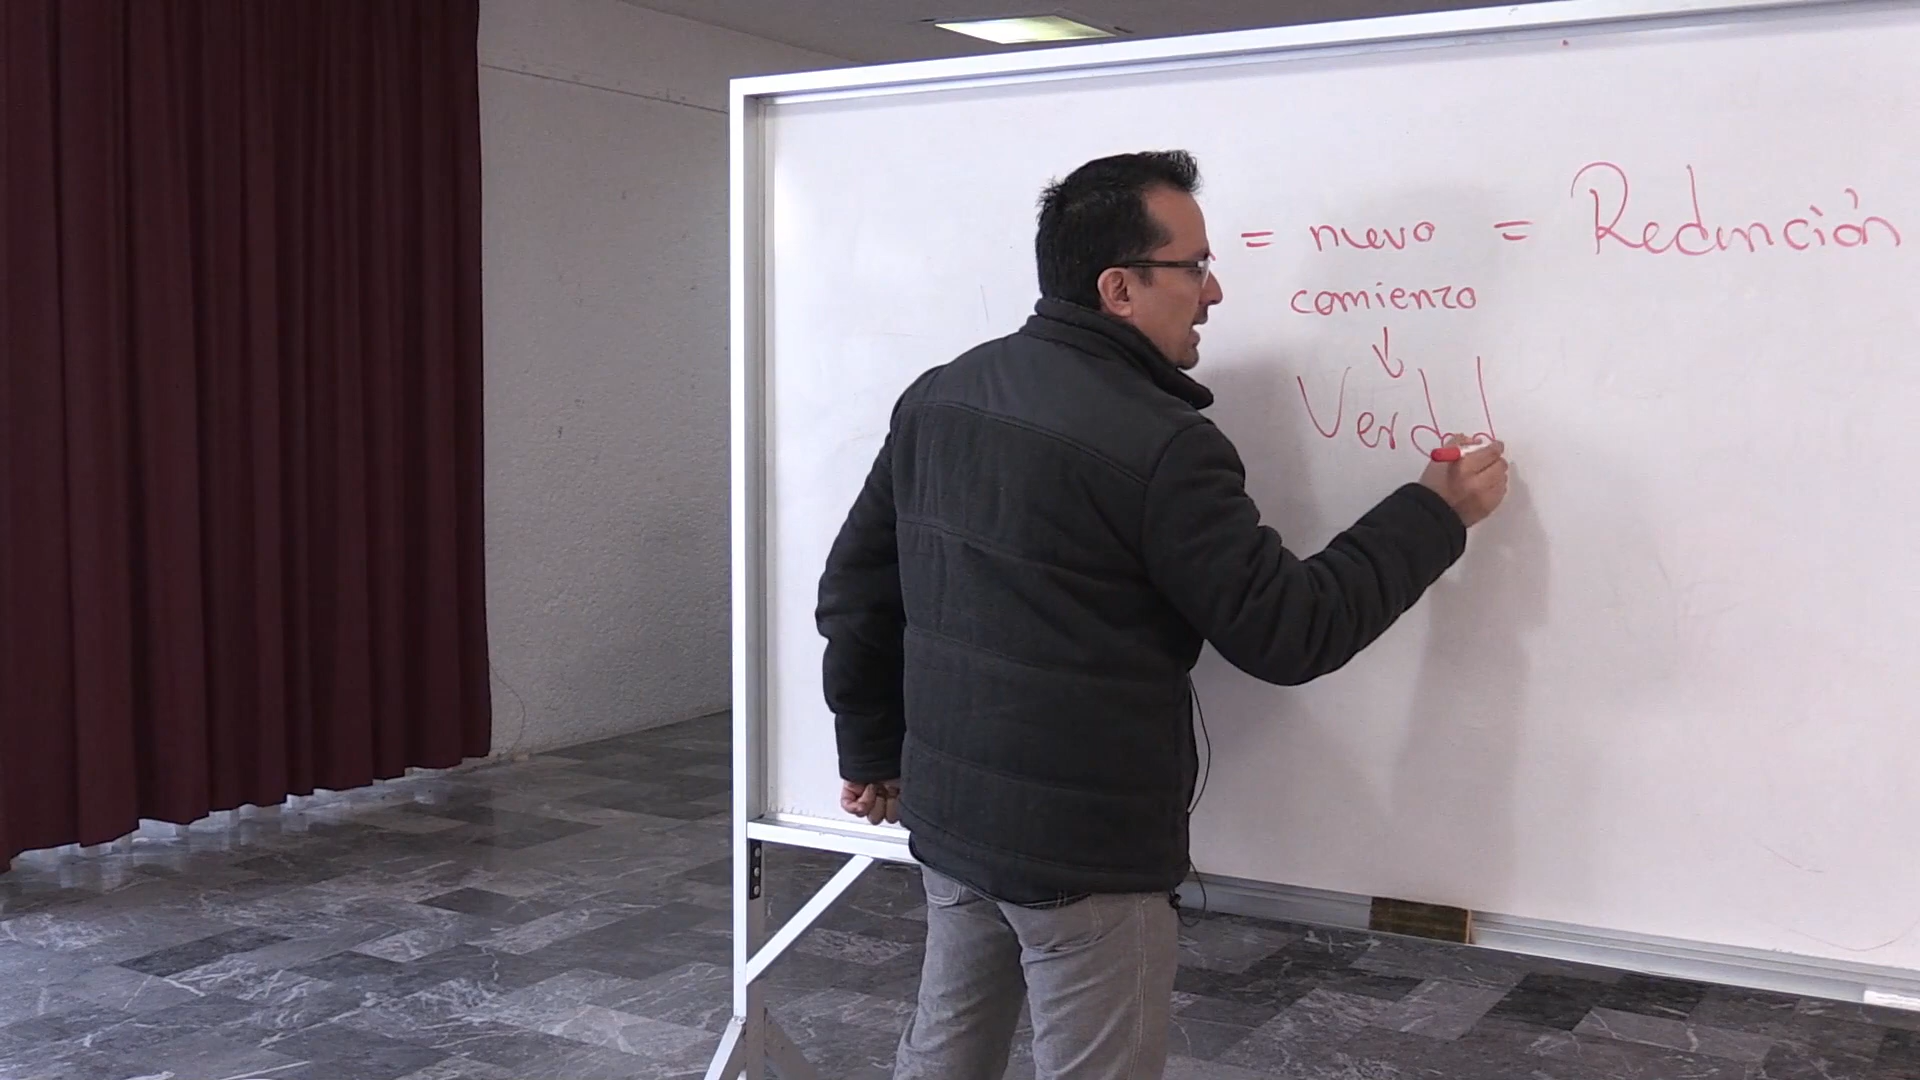 = nuevo = Redención
comienzo
↓
Verdad